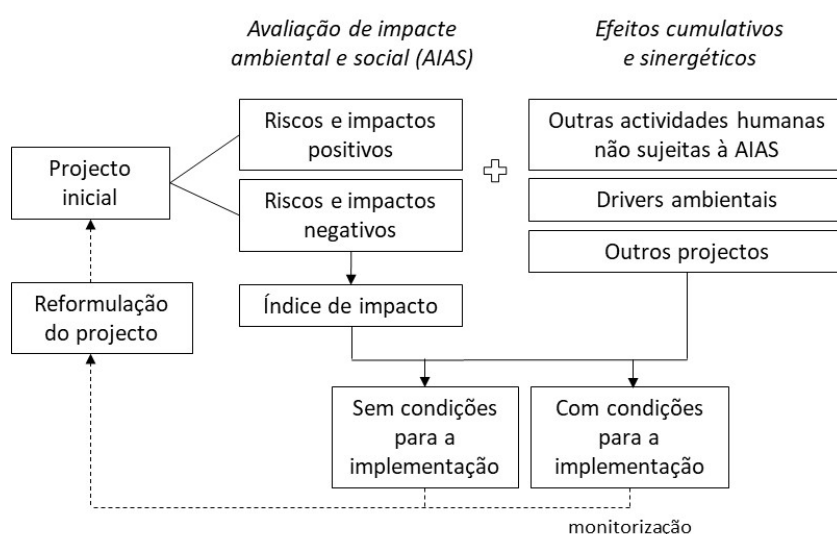 Avaliação de impacte
ambiental e social (AIAS)
Efeitos cumulativos
e sinergéticos
Projecto
inicial
Riscos e impactos
positivos
Riscos e impactos
negativos
Outras actividades humanas
não sujeitas à AIAS
Drivers ambientais
Outros projectos
Reformulação
do projecto
Índice de impacto
Sem condições
para a
implementação
Com condições
para a
implementação
monitorização